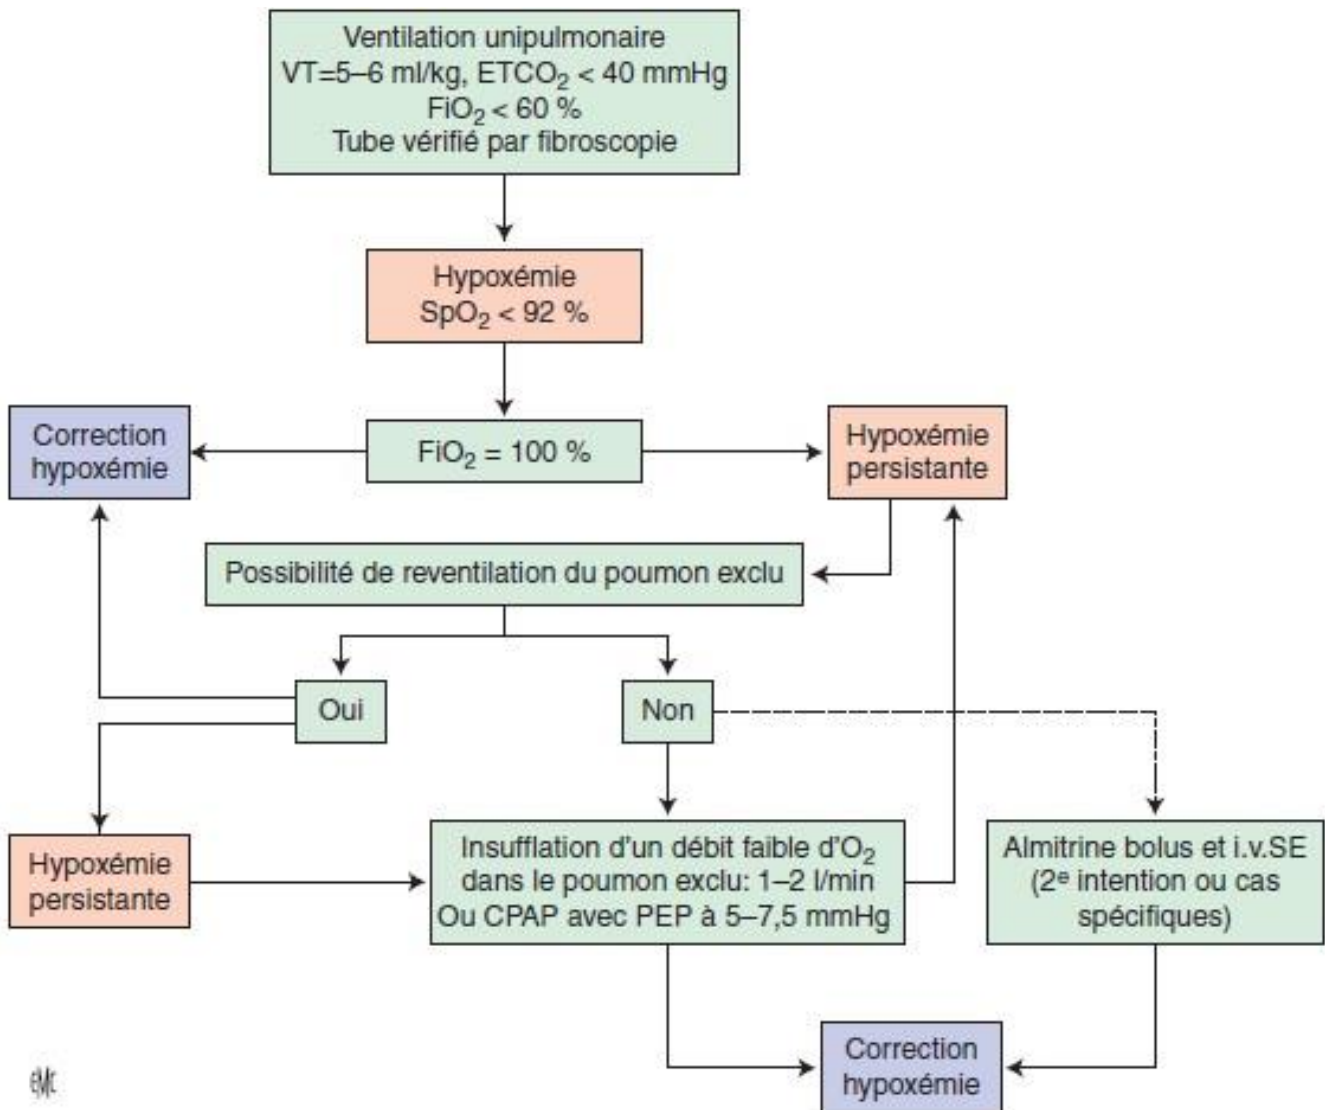 Ventilation unipulmonaire
VT=5–6 ml/kg, ETCO₂ < 40 mmHg
FiO₂ < 60 %
Tube vérifié par fibroscopie
Hypoxémie
SpO₂ < 92 %
Correction
hypoxémie
FiO₂ = 100 %
Hypoxémie
persistante
Possibilité de reventilation du poumon exclu
Oui
Non
Hypoxémie
persistante
Insufflation d'un débit faible d'O₂
dans le poumon exclu: 1–2 l/min
Ou CPAP avec PEP à 5–7,5 mmHg
Almitrine bolus et i.v.SE
(2ᵉ intention ou cas
spécifiques)
Correction
hypoxémie